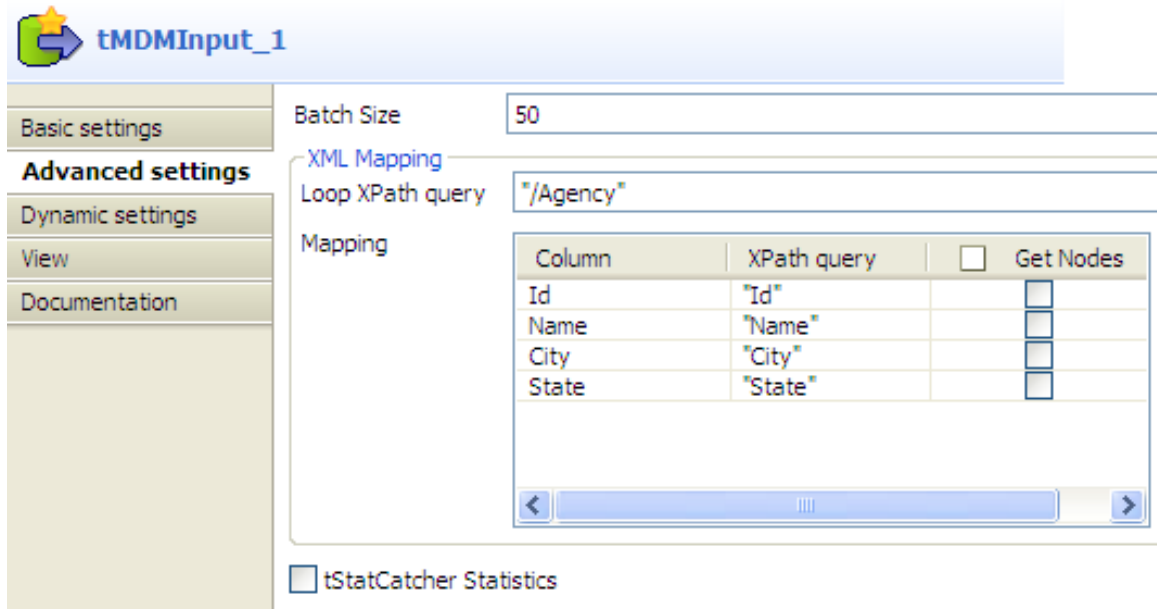 tMDMInput_1
Basic settings
Advanced settings
Dynamic settings
View
Documentation
Batch Size 50
XML Mapping
Loop XPath query "/Agency"
Mapping
Column XPath query Get Nodes
Id "Id"
Name "Name"
City "City"
State "State"
tStatCatcher Statistics